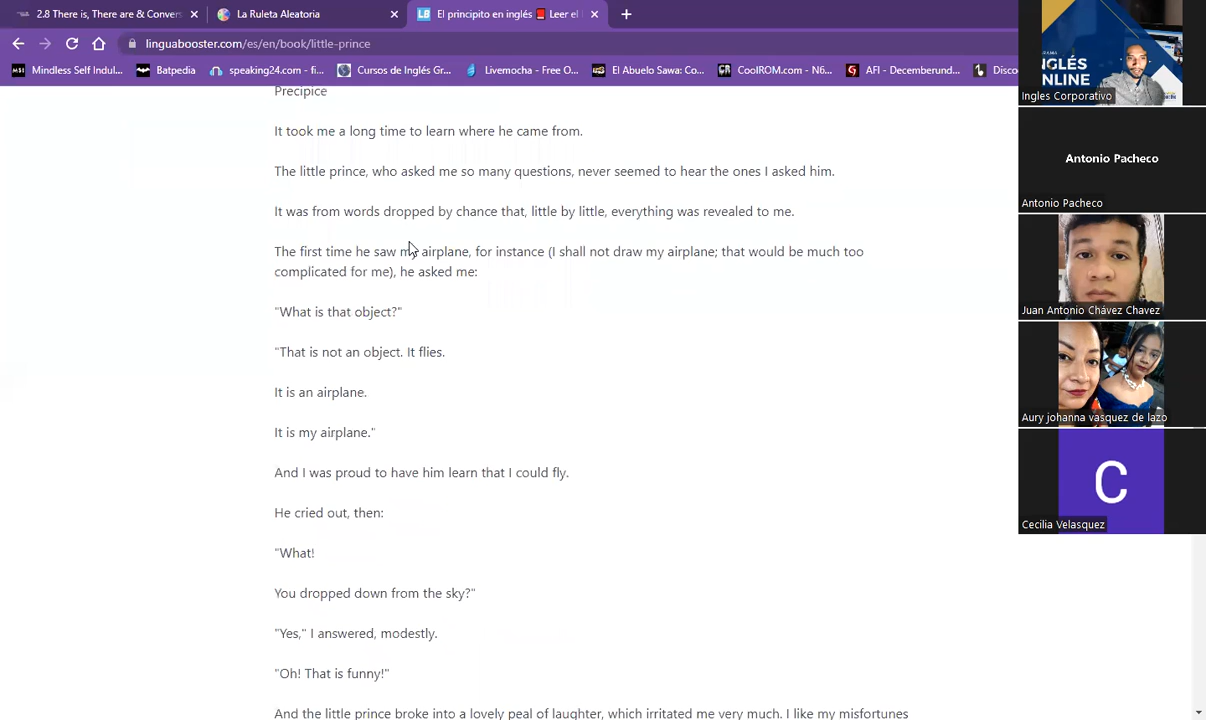 2.8 There is, There are & Convers
La Ruleta Aleatoria
El principito en inglés Leer el
linguabooster.com/es/en/book/little-prince
Mindless Self Indul...
Batpedia
speaking24.com - fi...
Cursos de Inglés Gr...
Livemocha - Free O...
El Abuelo Sawa: Co...
CoolROM.com - N6...
AFI - Decemberund...
Disco
Precipice
It took me a long time to learn where he came from.
The little prince, who asked me so many questions, never seemed to hear the ones I asked him.
It was from words dropped by chance that, little by little, everything was revealed to me.
The first time he saw my airplane, for instance (I shall not draw my airplane; that would be much too
complicated for me), he asked me:
"What is that object?"
"That is not an object. It flies.
It is an airplane.
It is my airplane."
And I was proud to have him learn that I could fly.
He cried out, then:
"What!
You dropped down from the sky?"
"Yes," I answered, modestly.
"Oh! That is funny!"
And the little prince broke into a lovely peal of laughter, which irritated me very much. I like my misfortunes
NGLÉS
NLINE
Ingles Corporativo
Antonio Pacheco
Antonio Pacheco
Juan Antonio Chávez Chavez
Aury johanna vasquez de lazo
C
Cecilia Velasquez